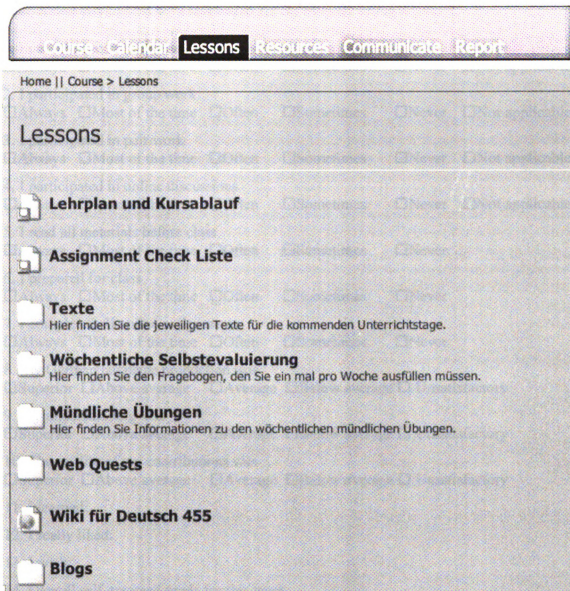 Course Calendar Lessons Resources Communicate Report
Home || Course > Lessons
Lessons
Lehrplan und Kursablauf
Assignment Check Liste
Texte
Hier finden Sie die jeweiligen Texte für die kommenden Unterrichtstage.
Wöchentliche Selbstevaluierung
Hier finden Sie den Fragebogen, den Sie ein mal pro Woche ausfüllen müssen.
Mündliche Übungen
Hier finden Sie Informationen zu den wöchentlichen mündlichen Übungen.
Web Quests
Wiki für Deutsch 455
Blogs